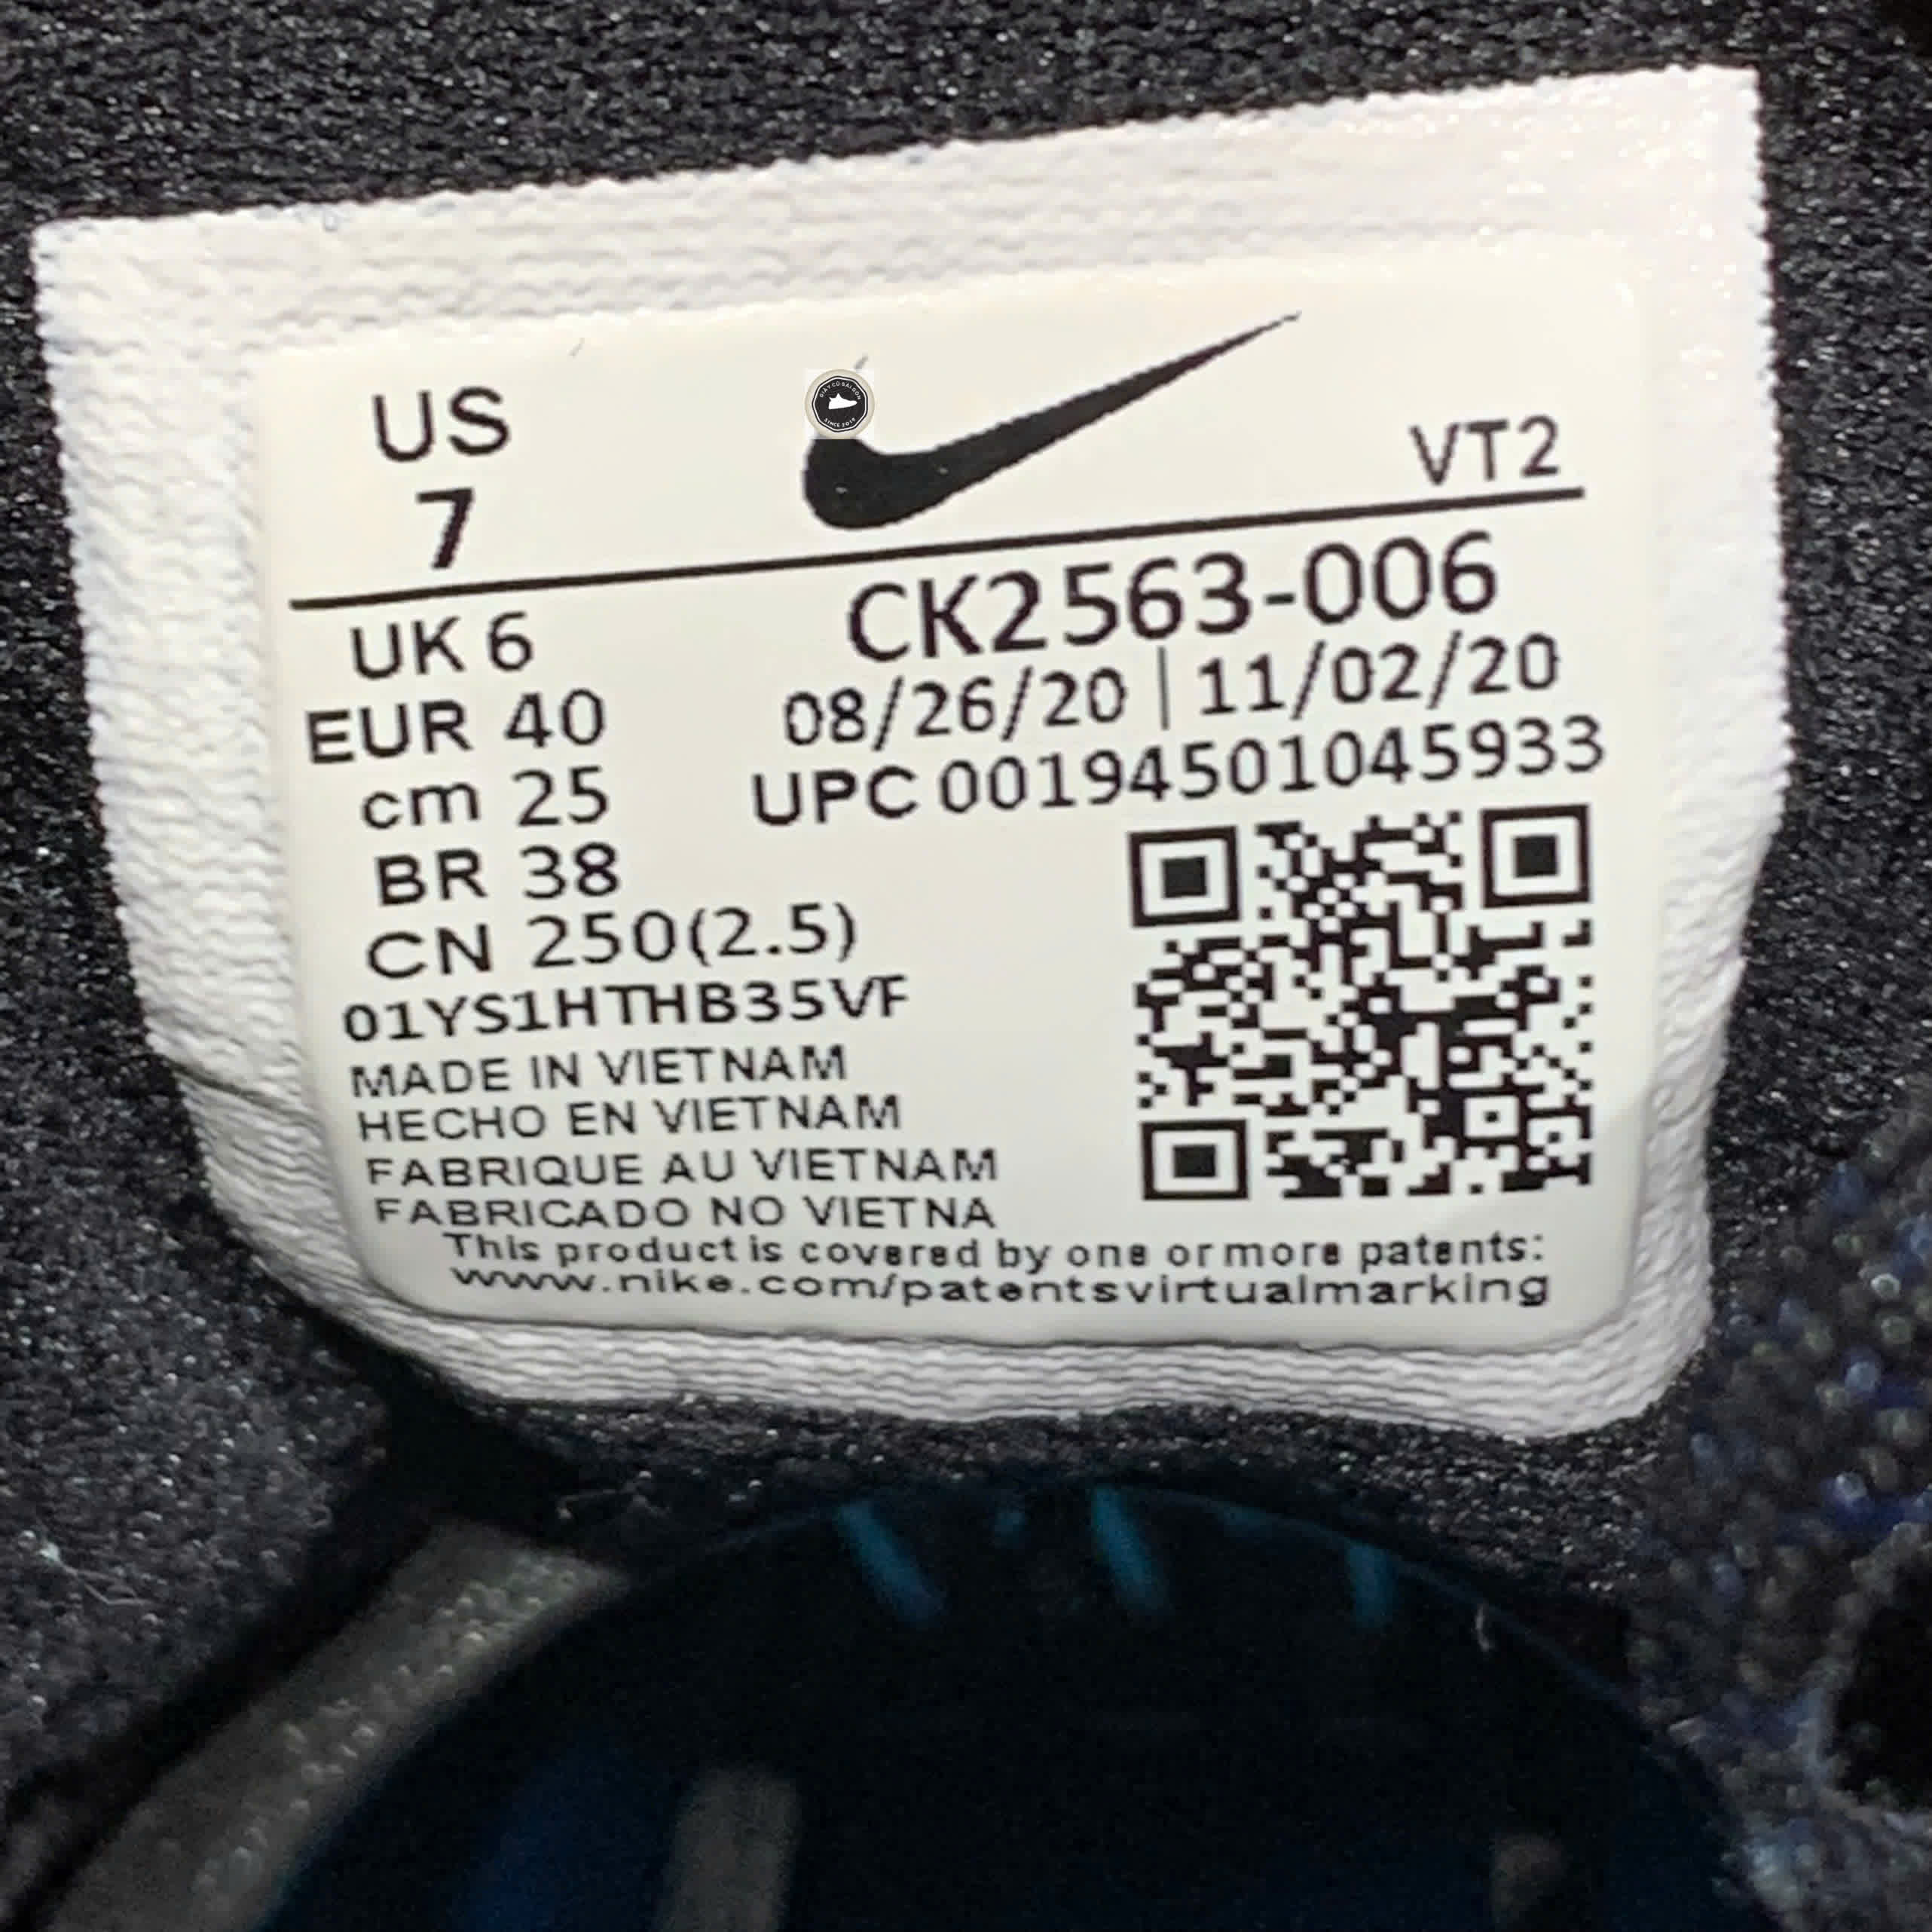 US
7
VT2
UK 6
EUR 40
cm 25
BR 38
CN 250(2.5)
CK2563-006
08/26/20 | 11/02/20
UPC 00194501045933
01YS1HTHB35VF
MADE IN VIETNAM
HECHO EN VIETNAM
FABRIQUE AU VIETNAM
FABRICADO NO VIETNA
This product is covered by one or more patents:
www.nike.com/patentsvirtualmarking